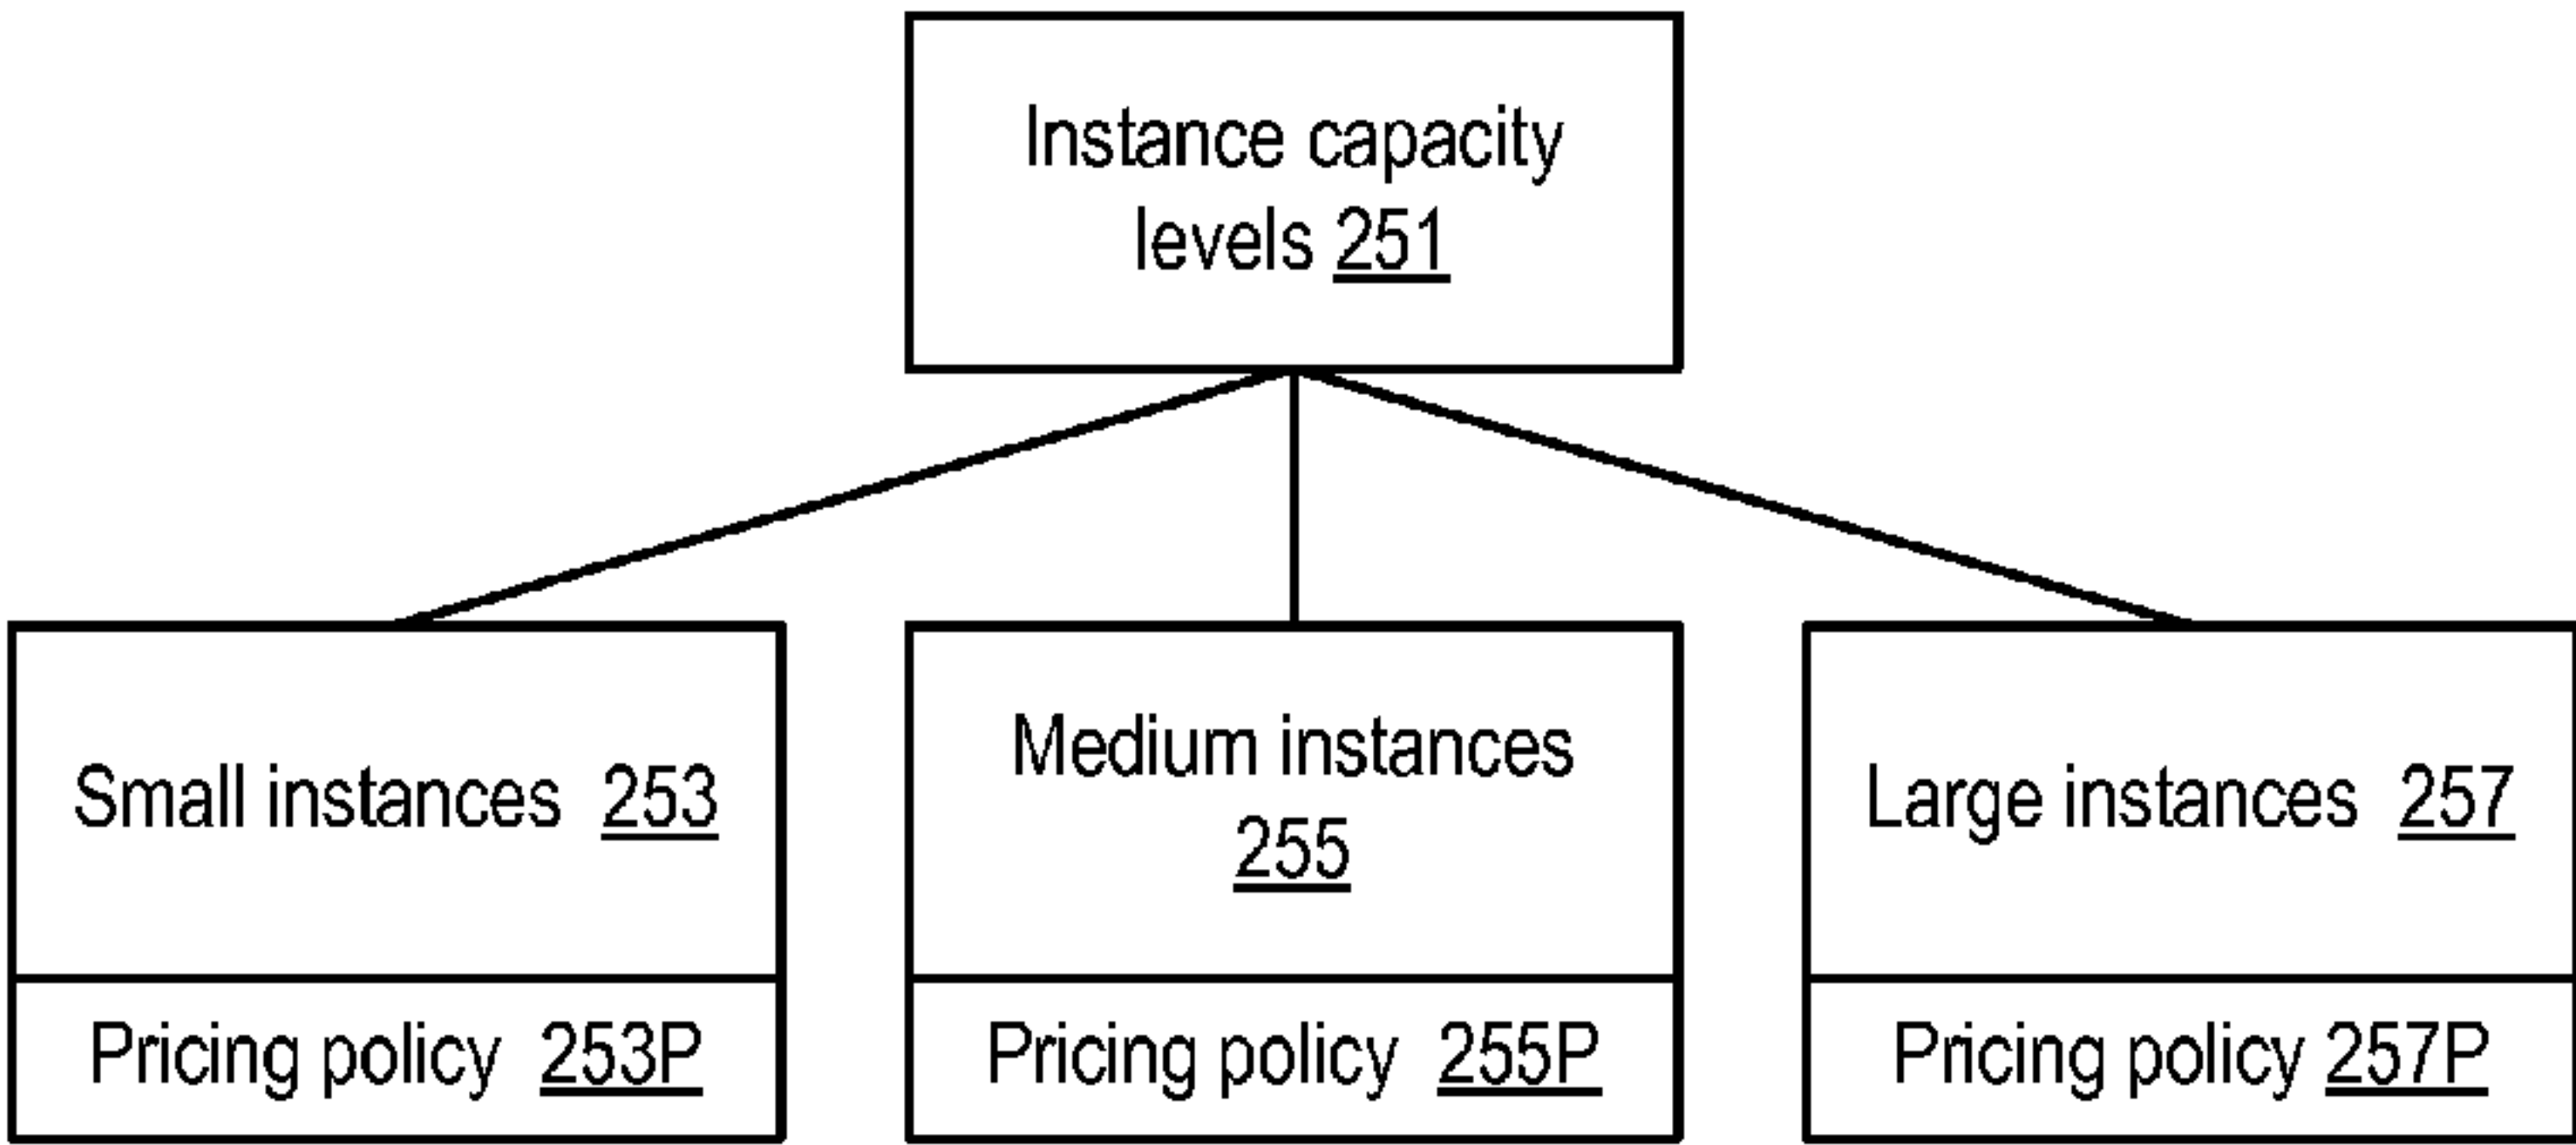 Instance capacity
levels 251
Small instances 253
Medium instances
255
Large instances 257
Pricing policy 253P
Pricing policy 255P
Pricing policy 257P